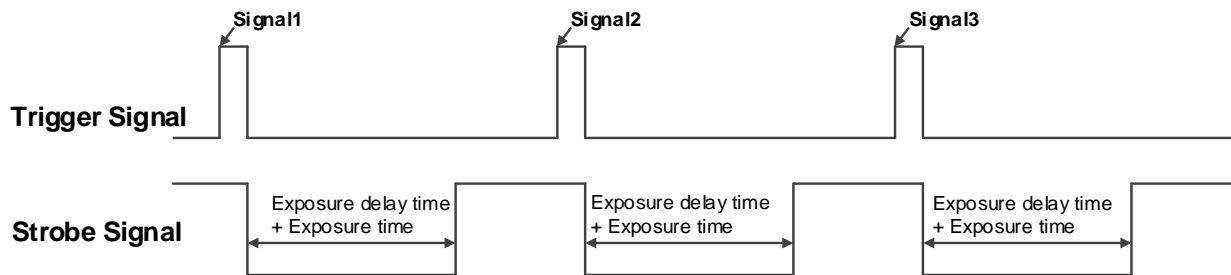 Signal1
Signal2
Signal3
Trigger Signal
Exposure delay time
+ Exposure time
Exposure delay time
+ Exposure time
Exposure delay time
+ Exposure time
Strobe Signal